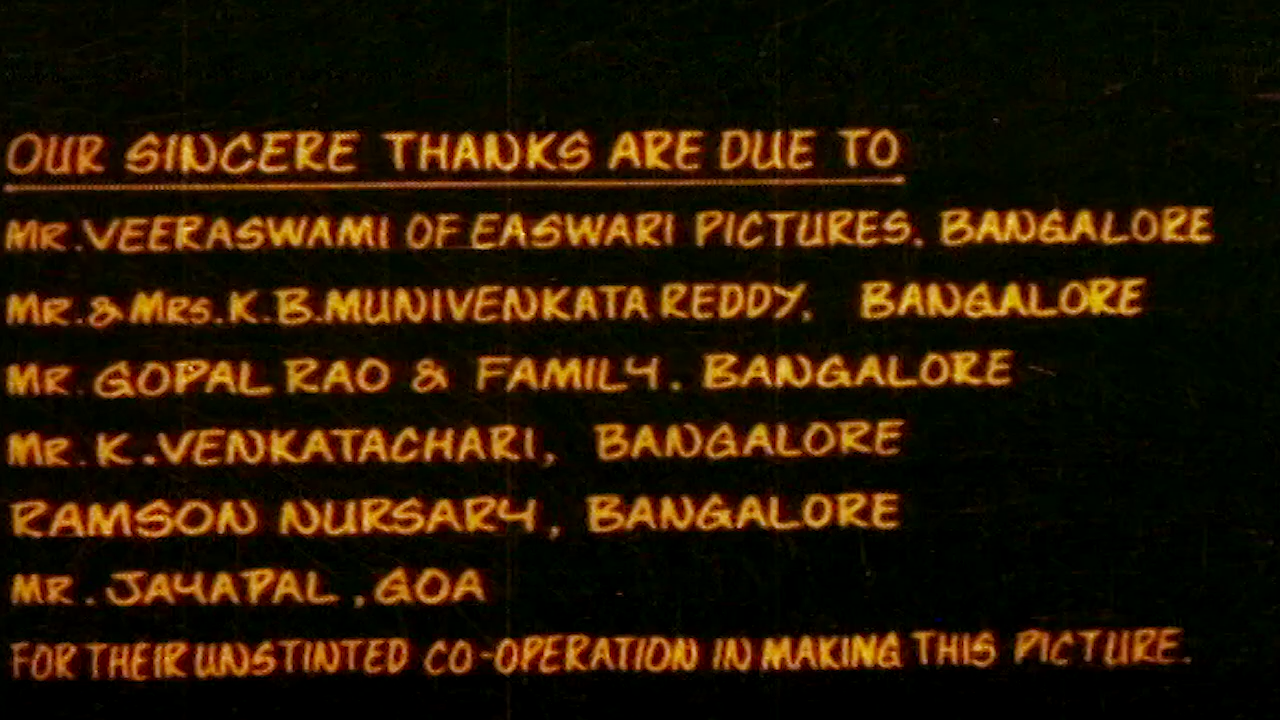 OUR SINCERE THANKS ARE DUE TO
MR.VEERASWAMI OF EASWARI PICTURES. BANGALORE
MR.&MRS.K.B.MUNIVENKATA REDDY. BANGALORE
MR. GOPAL RAO & FAMILY. BANGALORE
MR.K.VENKATACHARI, BANGALORE
RAMSON NURSARY, BANGALORE
MR. JAYAPAL, GOA
FOR THEIR UNSTINTED CO-OPERATION IN MAKING THIS PICTURE.